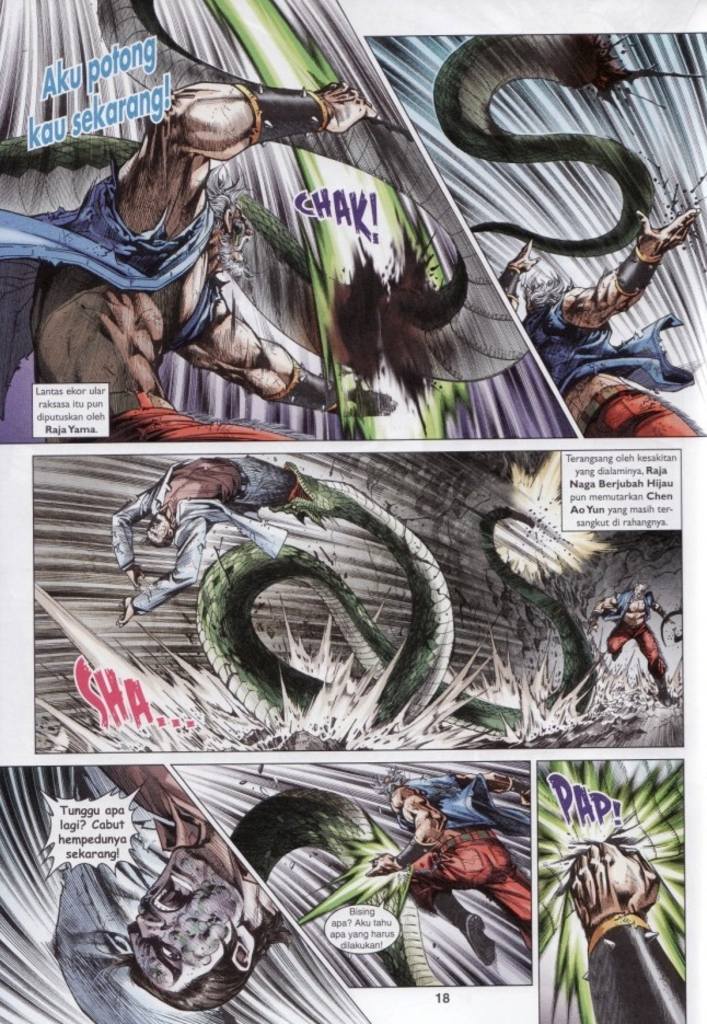 Aku potong
kau sekarang!
CHAK!
Lantas ekor ular
raksasa itu pun
diputuskan oleh
Raja Yama.
Terangsang oleh kesakitan
yang dialaminya, Raja
Naga Berjubah Hijau
pun memutarkan Chen
Ao Yun yang masih ter-
sangkut di rahangnya.
SHA...
Tunggu apa
lagi? Cabut
hempedunya
sekarang!
Bising
apa? Aku tahu
apa yang harus
dilakukan!
PAP!
18